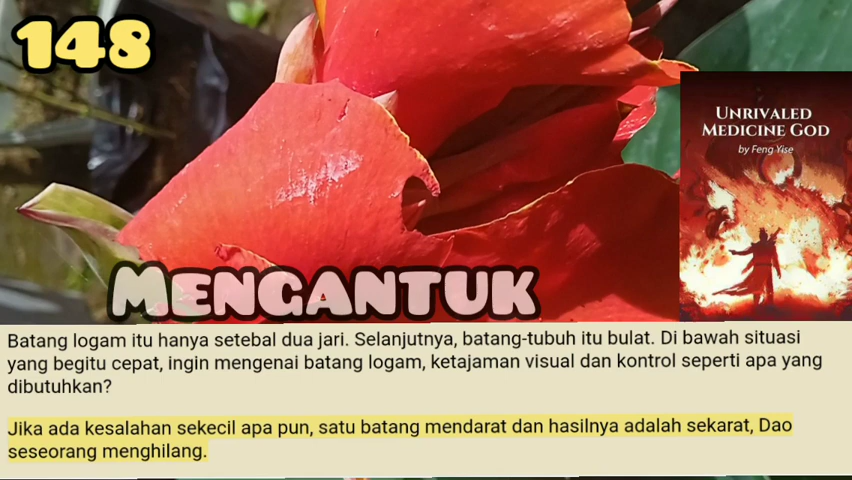 148
UNRIVALED
MEDICINE GOD
by Feng Yise
MENGANTUK
Batang logam itu hanya setebal dua jari. Selanjutnya, batang-tubuh itu bulat. Di bawah situasi
yang begitu cepat, ingin mengenai batang logam, ketajaman visual dan kontrol seperti apa yang
dibutuhkan?
Jika ada kesalahan sekecil apa pun, satu batang mendarat dan hasilnya adalah sekarat, Dao
seseorang menghilang.